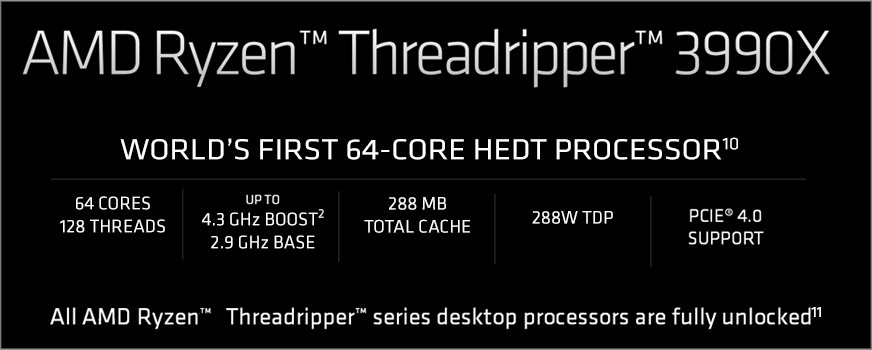 AMD Ryzen™ Threadripper™ 3990X
WORLD'S FIRST 64-CORE HEDT PROCESSOR10
64 CORES
128 THREADS
UP TO
4.3 GHz BOOST2
2.9 GHz BASE
288 MB
TOTAL CACHE
288W TDP
PCIE® 4.0
SUPPORT
All AMD Ryzen™ Threadripper™ series desktop processors are fully unlocked11